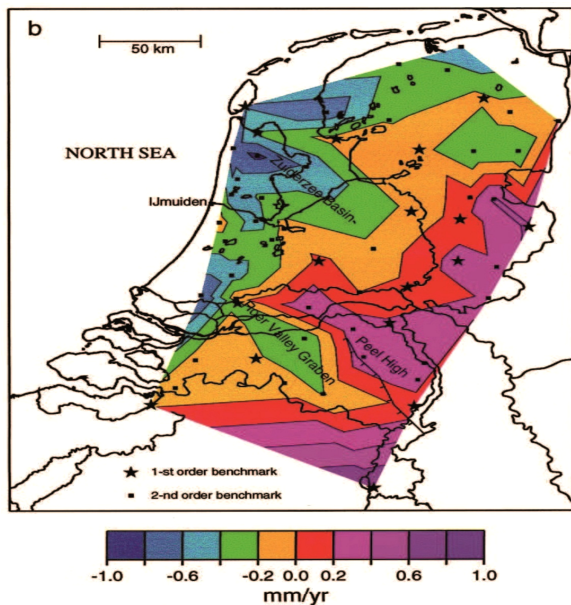 b
50 km
NORTH SEA
Zuiderzee Basin
IJmuiden
Valley Graben
Peel High
1-st order benchmark
2-nd order benchmark
-1.0 -0.6 -0.2 0.0 0.2 0.6 1.0
mm/yr